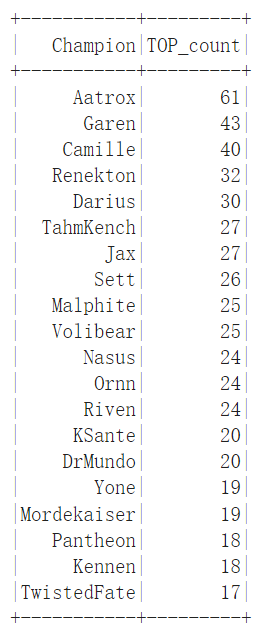 +-----------+---------+
|   Champion|TOP_count|
+-----------+---------+
|     Aatrox|       61|
|      Garen|       43|
|    Camille|       40|
|   Renekton|       32|
|     Darius|       30|
|  TahmKench|       27|
|        Jax|       27|
|       Sett|       26|
|   Malphite|       25|
|   Volibear|       25|
|      Nasus|       24|
|       Ornn|       24|
|      Riven|       24|
|     KSante|       20|
|    DrMundo|       20|
|       Yone|       19|
|Mordekaiser|       19|
|   Pantheon|       18|
|     Kennen|       18|
|TwistedFate|       17|
+-----------+---------+